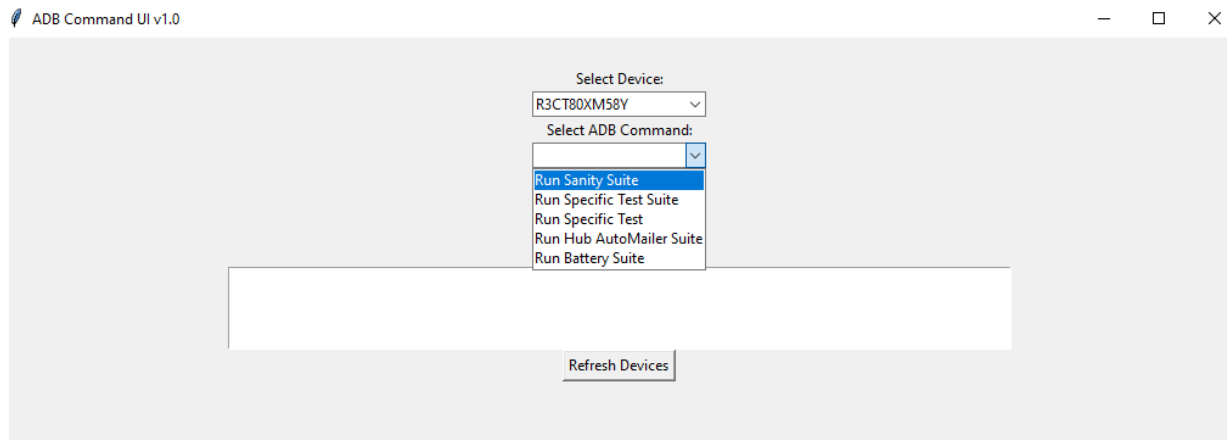 ADB Command UI v1.0
Select Device:
R3CT80XM58Y
Select ADB Command:
Run Sanity Suite
Run Specific Test Suite
Run Specific Test
Run Hub AutoMailer Suite
Run Battery Suite
Refresh Devices